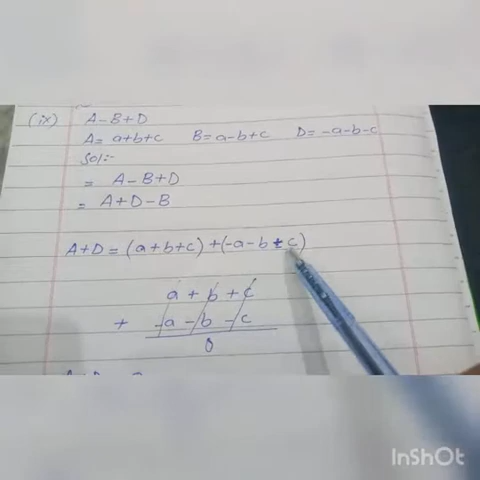 (ix) A-B+D
A= a+b+c B= a-b+c D= -a-b-c
Sol:-
= A-B+D
= A+D-B
A+D = (a+b+c) +(-a-b±c)
a + b + c
+ -a - b - c
0
InShOt